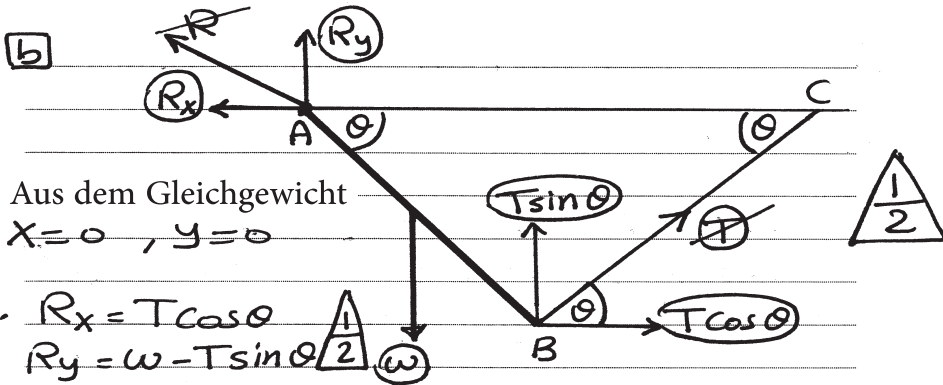 b
R
Ry
Rx
A
θ
θ
C
Aus dem Gleichgewicht
X=0 , y=0
Tsinθ
T
1/2
Rx = Tcosθ
Ry = ω - Tsinθ
1/2
ω
θ
B
Tcosθ